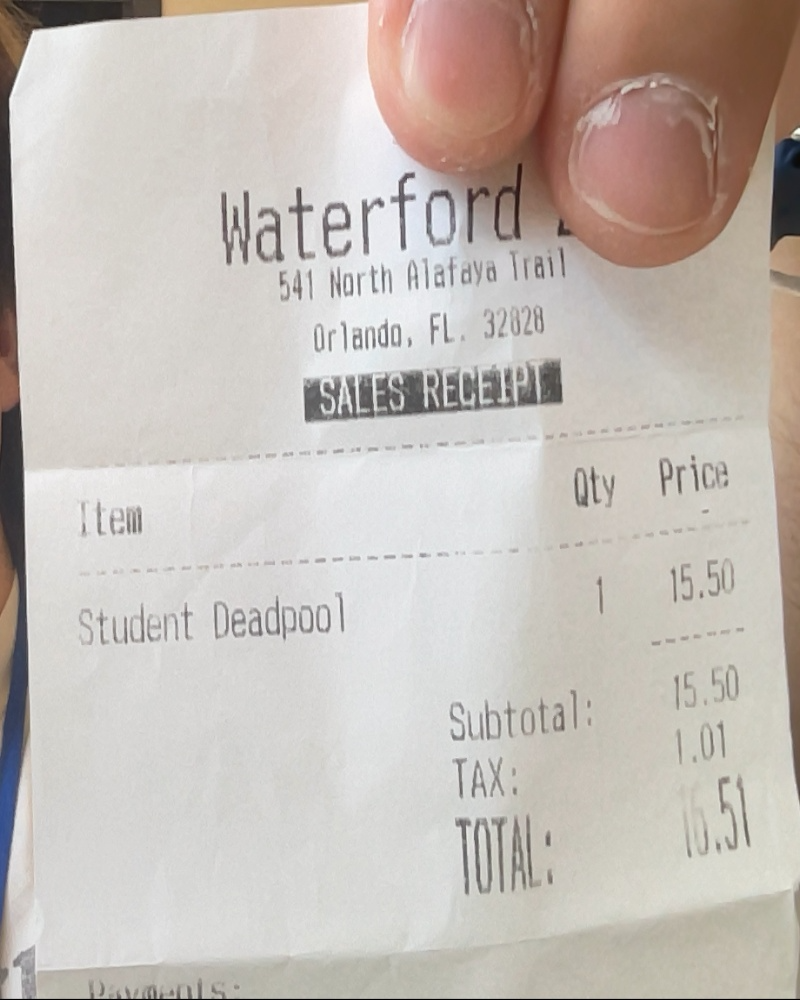 Waterford
541 North Alafaya Trail
Orlando, FL. 32828
SALES RECEIPT
Item Qty Price
Student Deadpool 1 15.50
Subtotal: 15.50
TAX: 1.01
TOTAL: 16.51
Payments: